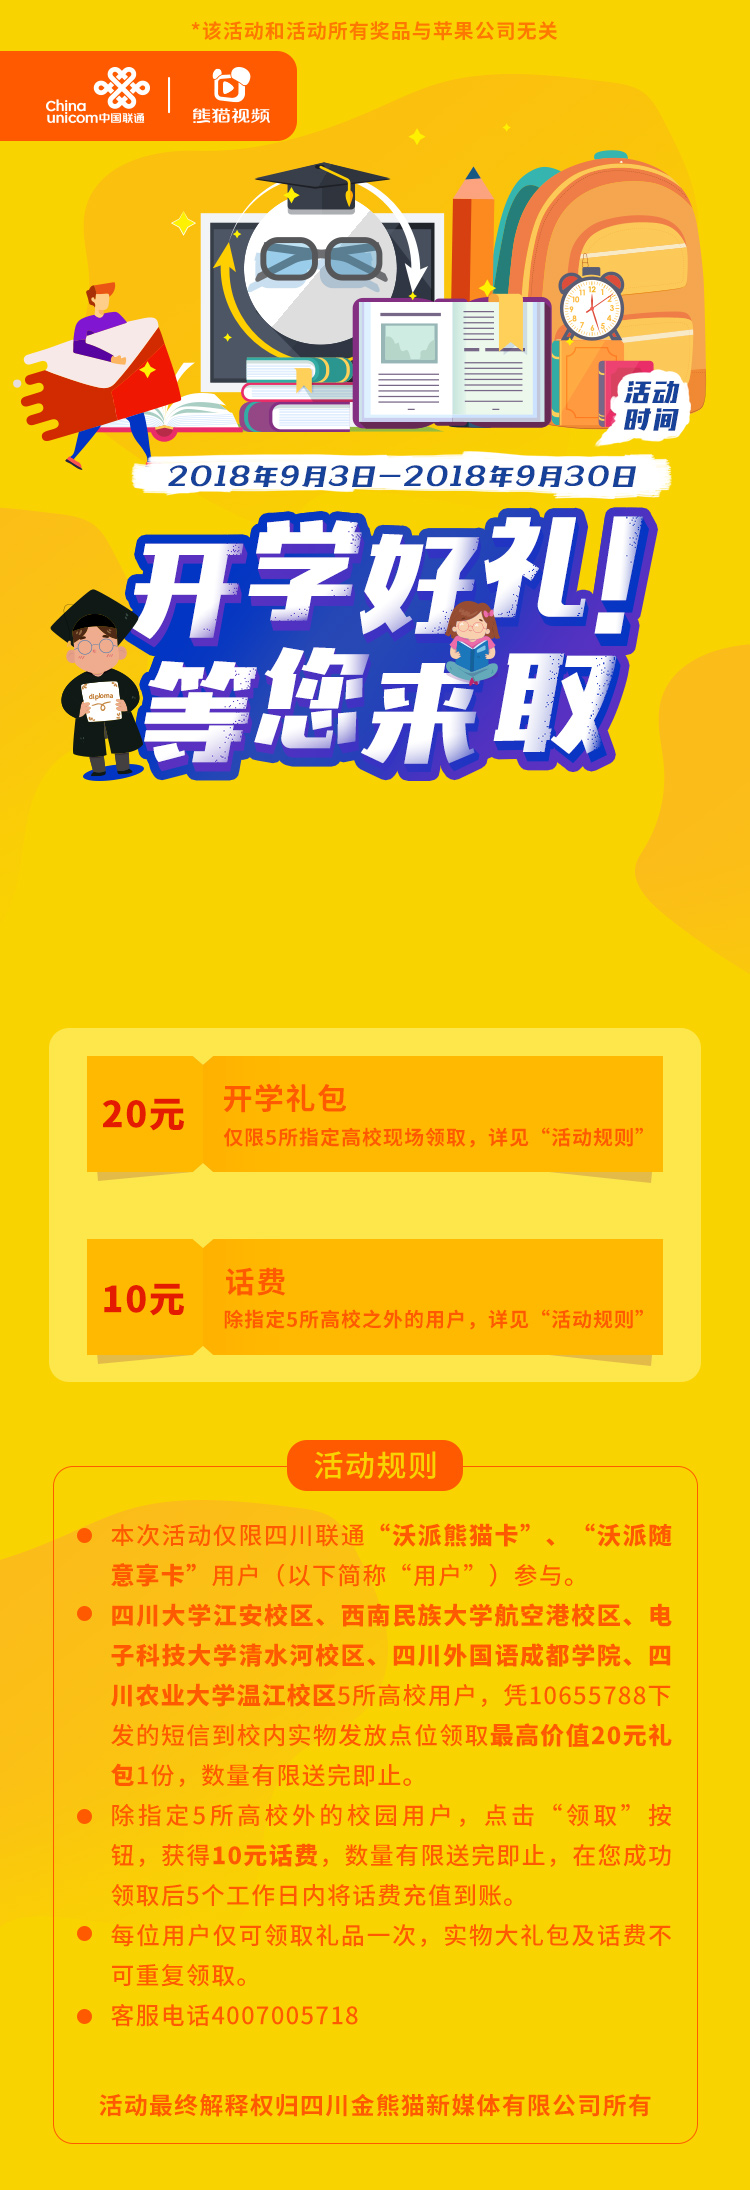 *该活动和活动所有奖品与苹果公司无关
China
unicom中国联通
熊猫视频
活动
时间
2018年9月3日—2018年9月30日
开学好礼!
等您来取
diploma
20元
开学礼包
仅限5所指定高校现场领取，详见“活动规则”
10元
话费
除指定5所高校之外的用户，详见“活动规则”
活动规则
本次活动仅限四川联通“沃派熊猫卡”、“沃派随
意享卡”用户（以下简称“用户”）参与。
四川大学江安校区、西南民族大学航空港校区、电
子科技大学清水河校区、四川外国语成都学院、四
川农业大学温江校区5所高校用户，凭10655788下
发的短信到校内实物发放点位领取最高价值20元礼
包1份，数量有限送完即止。
除指定5所高校外的校园用户，点击“领取”按
钮，获得10元话费，数量有限送完即止，在您成功
领取后5个工作日内将话费充值到账。
每位用户仅可领取礼品一次，实物大礼包及话费不
可重复领取。
客服电话4007005718
活动最终解释权归四川金熊猫新媒体有限公司所有